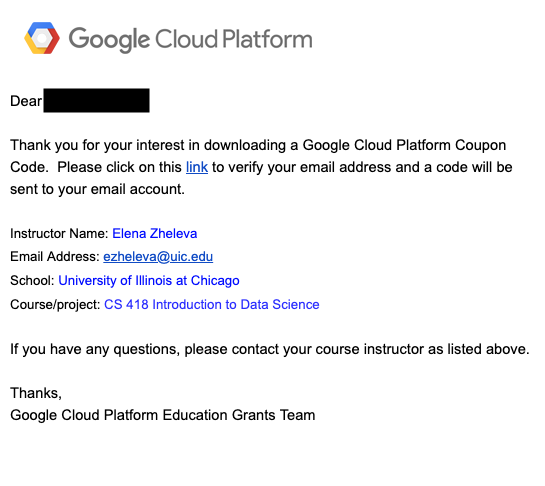 Google Cloud Platform
Dear
Thank you for your interest in downloading a Google Cloud Platform Coupon
Code.  Please click on this link to verify your email address and a code will be
sent to your email account.
Instructor Name: Elena Zheleva
Email Address: ezheleva@uic.edu
School: University of Illinois at Chicago
Course/project: CS 418 Introduction to Data Science
If you have any questions, please contact your course instructor as listed above.
Thanks,
Google Cloud Platform Education Grants Team